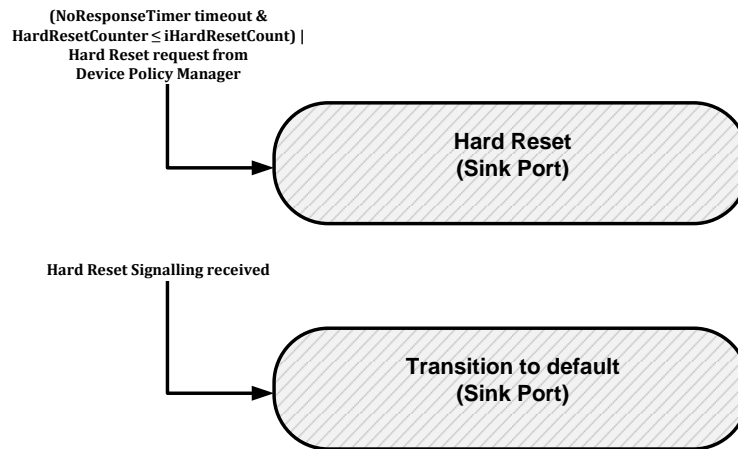 (NoResponseTimer timeout &
HardResetCounter ≤ iHardResetCount) |
Hard Reset request from
Device Policy Manager
Hard Reset
(Sink Port)
Hard Reset Signalling received
Transition to default
(Sink Port)